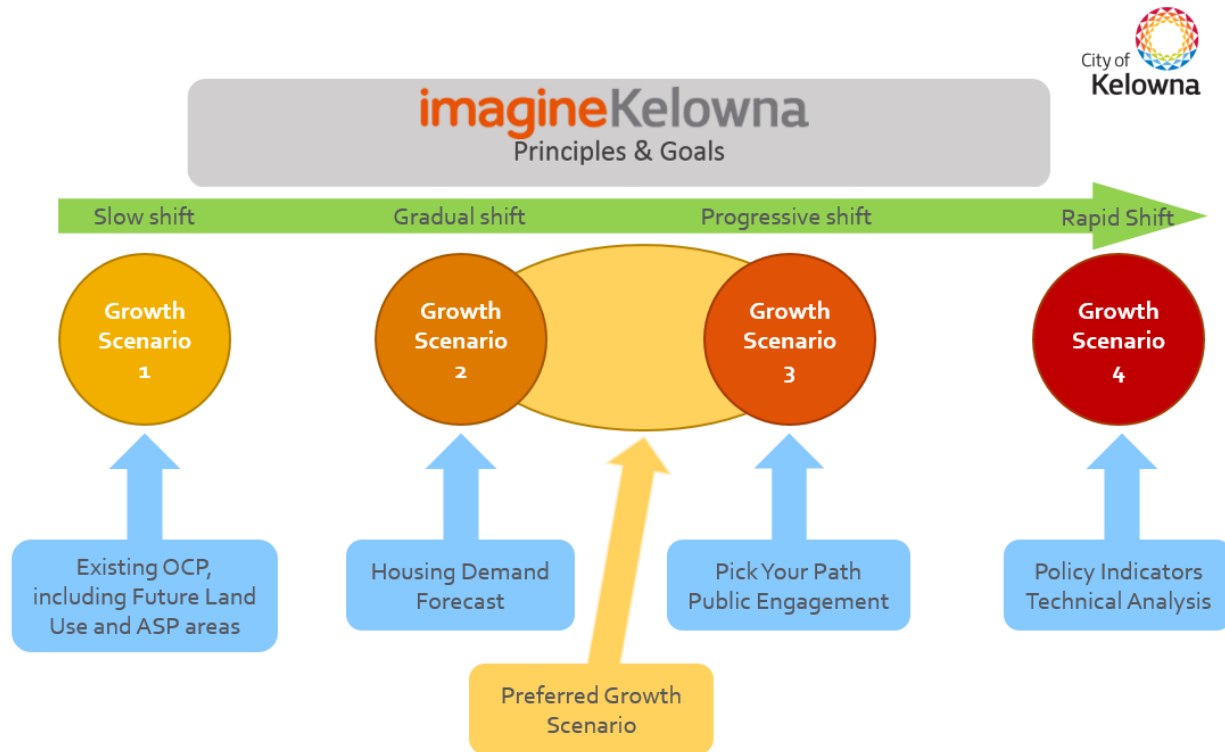 City of
Kelowna
imagineKelowna
Principles & Goals
Slow shift
Gradual shift
Progressive shift
Rapid Shift
Growth
Scenario
1
Growth
Scenario
2
Growth
Scenario
3
Growth
Scenario
4
Existing OCP,
including Future Land
Use and ASP areas
Housing Demand
Forecast
Pick Your Path
Public Engagement
Policy Indicators
Technical Analysis
Preferred Growth
Scenario